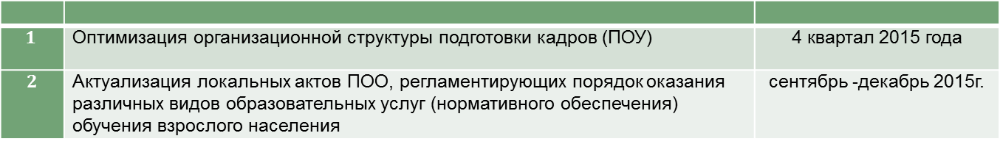 1 Оптимизация организационной структуры подготовки кадров (ПОУ) 4 квартал 2015 года
2 Актуализация локальных актов ПОО, регламентирующих порядок оказания сентябрь -декабрь 2015г.
различных видов образовательных услуг (нормативного обеспечения)
обучения взрослого населения